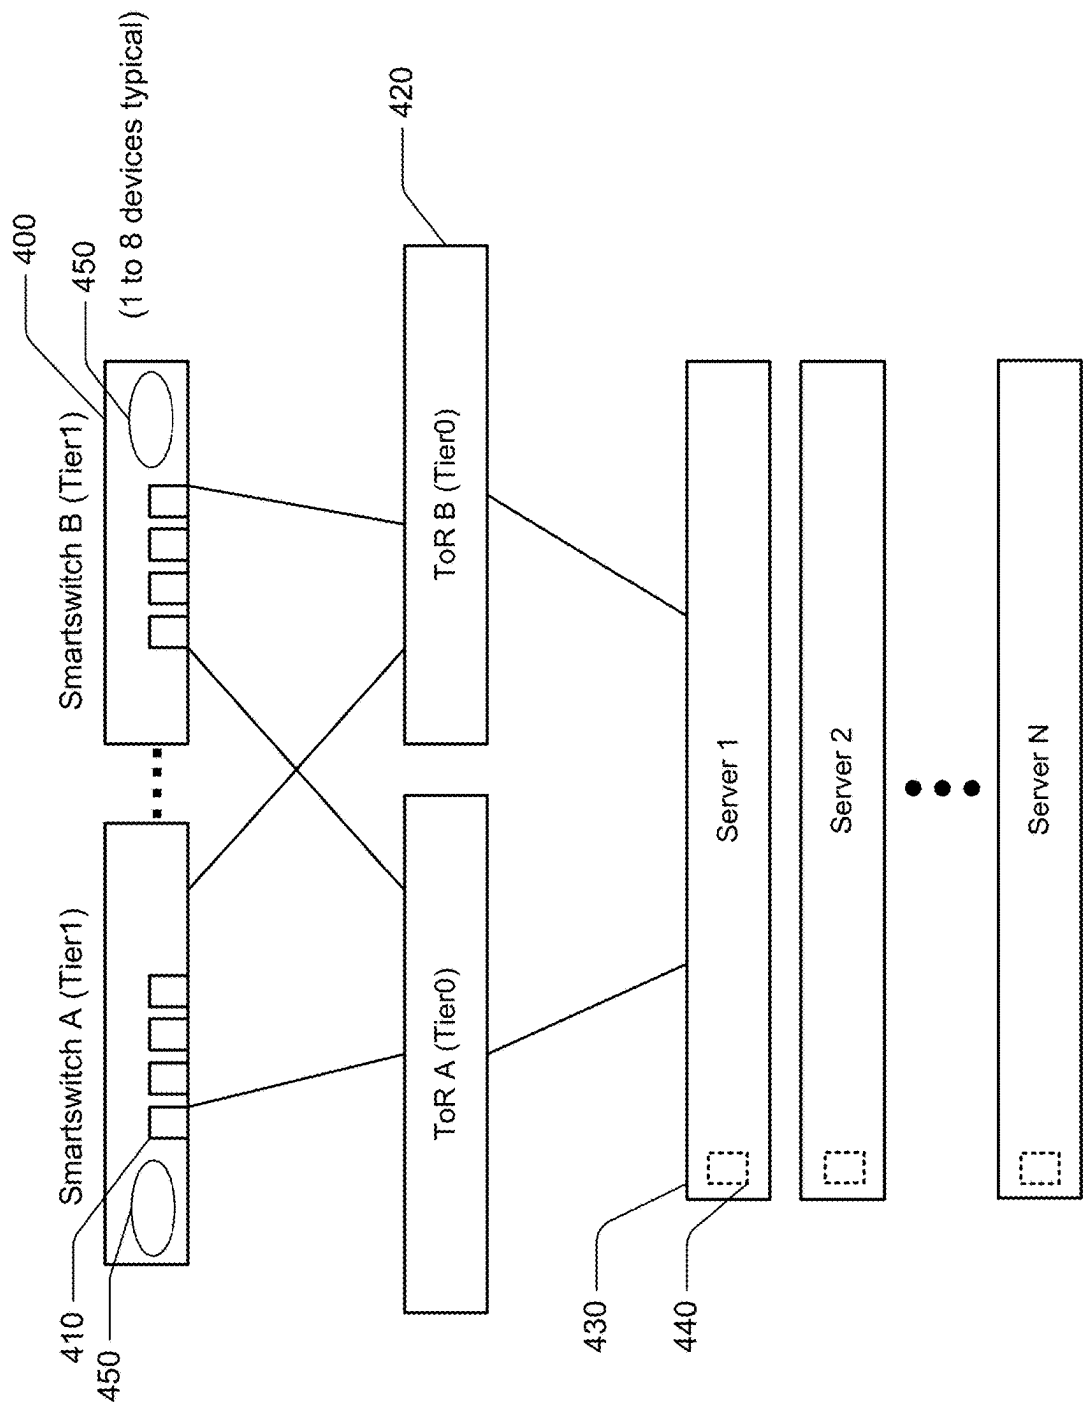 400
(1 to 8 devices typical)
450
Smartswitch A (Tier1)
Smartswitch B (Tier1)
410
450
420
ToR A (Tier0)
ToR B (Tier0)
430
440
Server 1
Server 2
Server N